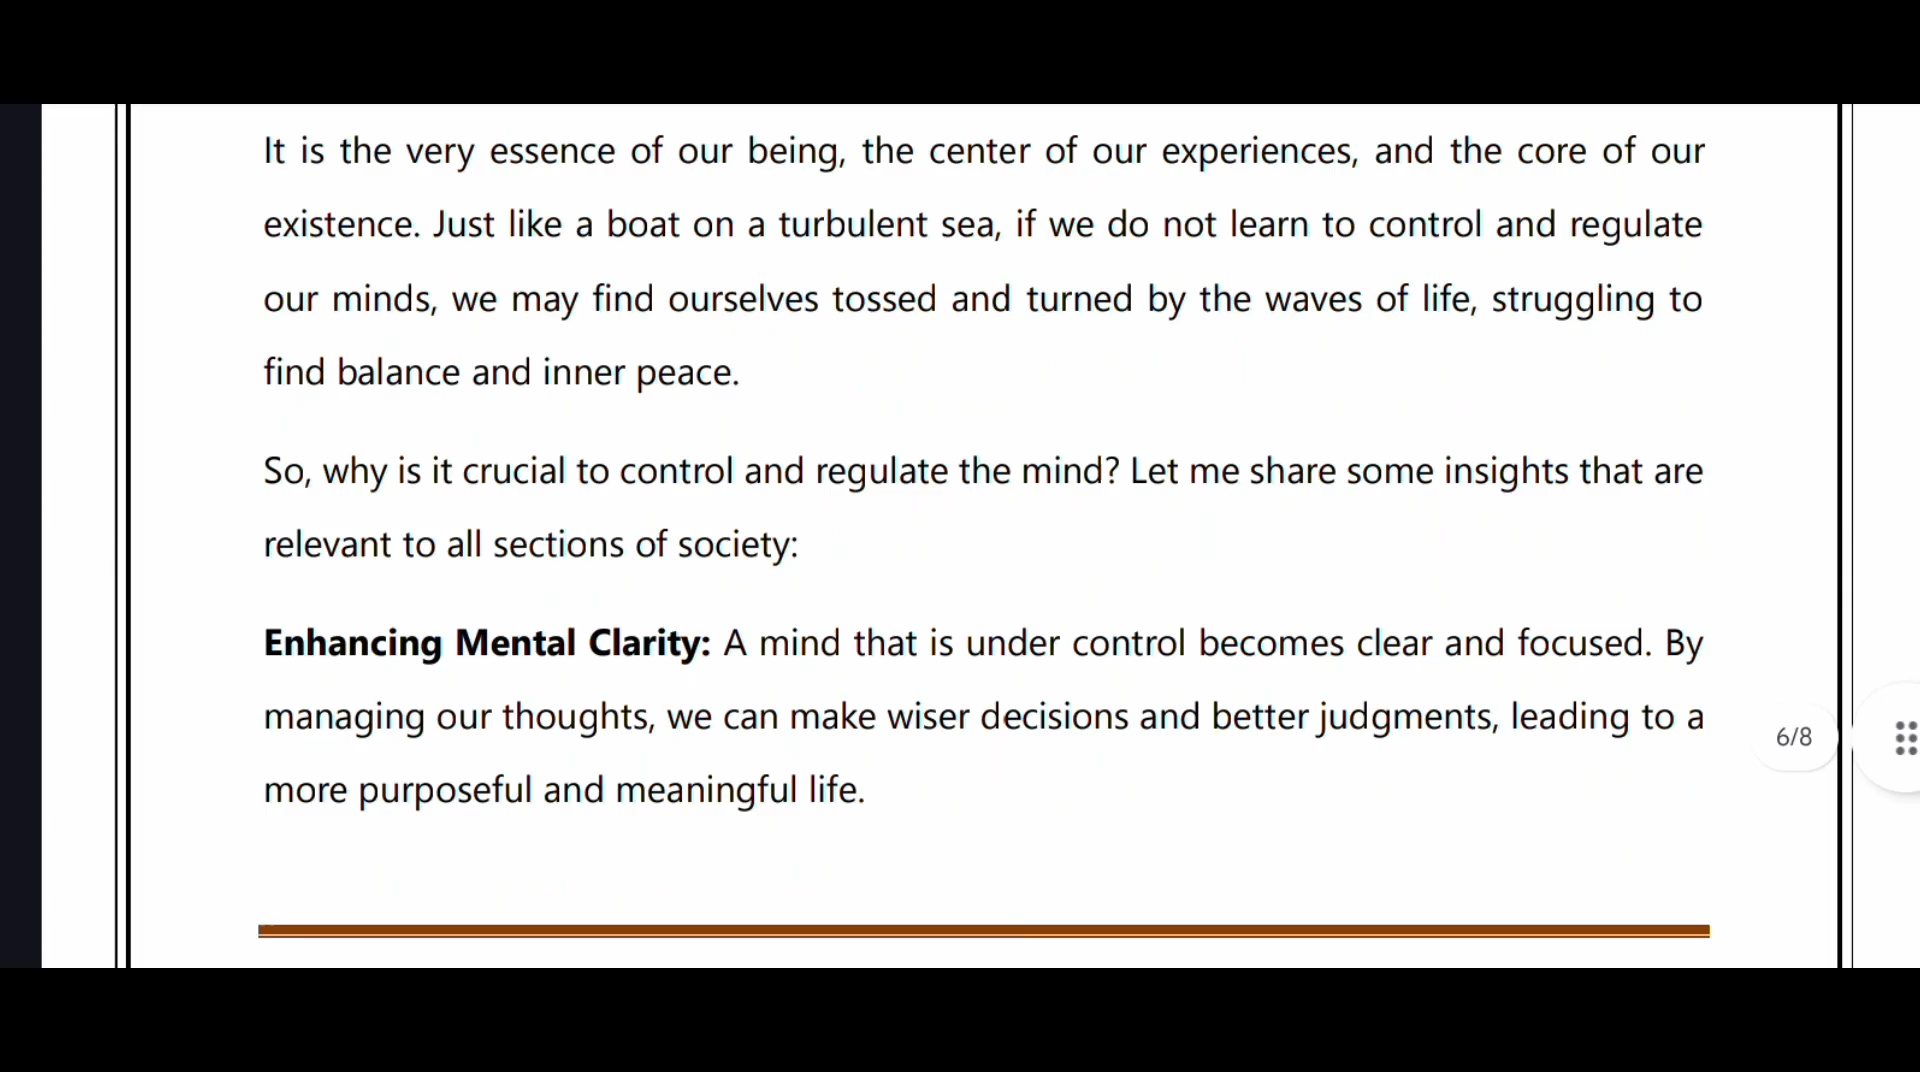 It is the very essence of our being, the center of our experiences, and the core of our
existence. Just like a boat on a turbulent sea, if we do not learn to control and regulate
our minds, we may find ourselves tossed and turned by the waves of life, struggling to
find balance and inner peace.
So, why is it crucial to control and regulate the mind? Let me share some insights that are
relevant to all sections of society:
Enhancing Mental Clarity: A mind that is under control becomes clear and focused. By
managing our thoughts, we can make wiser decisions and better judgments, leading to a
more purposeful and meaningful life.
6/8